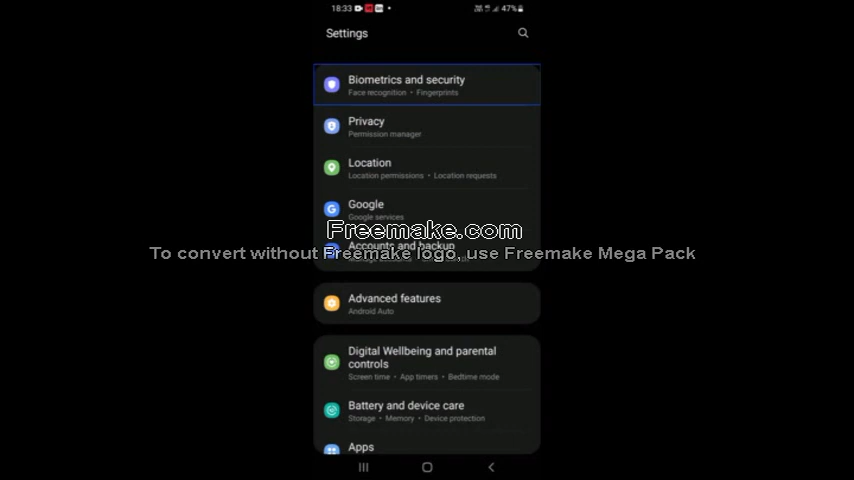 18:33
47%
Settings
Biometrics and security
Face recognition • Fingerprints
Privacy
Permission manager
Location
Location permissions • Location requests
Google
Google services
Freemake.com
Accounts and backup
To convert without Freemake logo, use Freemake Mega Pack
Advanced features
Android Auto
Digital Wellbeing and parental
controls
Screen time • App timers • Bedtime mode
Battery and device care
Storage • Memory • Device protection
Apps